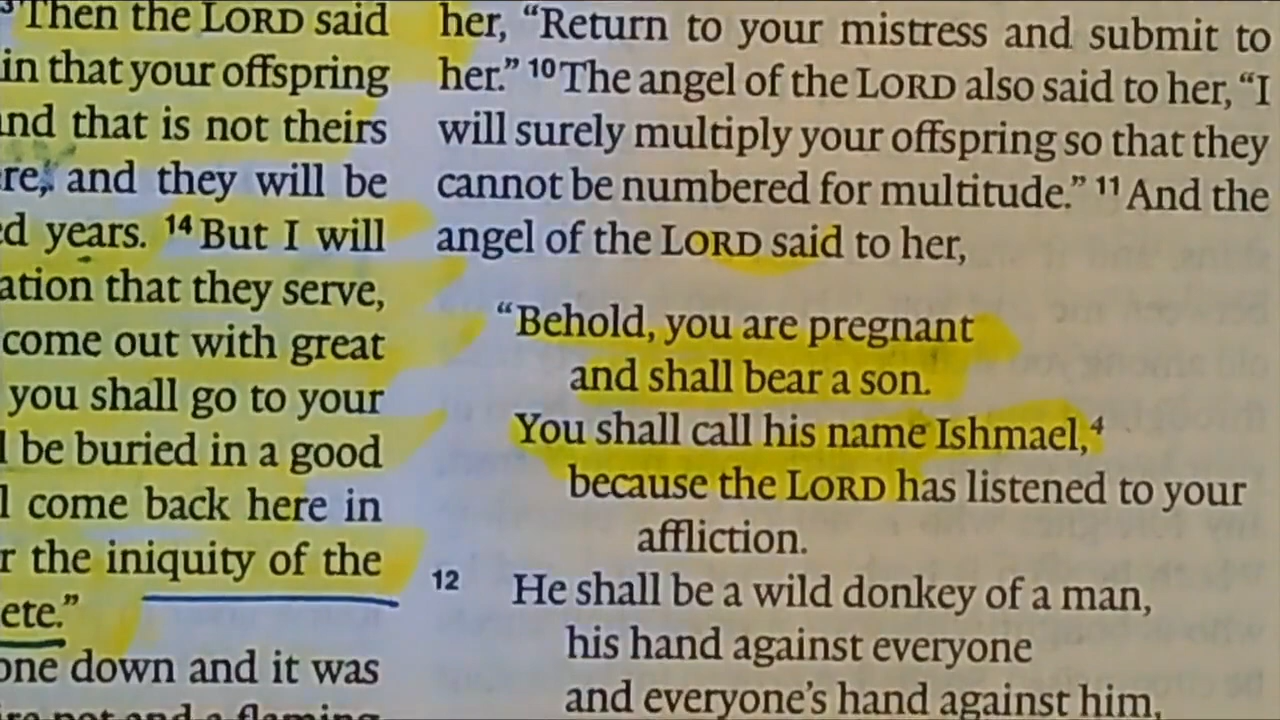 Then the LORD said
in that your offspring
and that is not theirs
re, and they will be
d years. 14 But I will
ation that they serve,
come out with great
you shall go to your
l be buried in a good
l come back here in
r the iniquity of the
ete.”
one down and it was
pot and a flaming
her, “Return to your mistress and submit to
her.” 10 The angel of the LORD also said to her, “I
will surely multiply your offspring so that they
cannot be numbered for multitude.” 11 And the
angel of the LORD said to her,
“Behold, you are pregnant
and shall bear a son.
You shall call his name Ishmael,4
because the LORD has listened to your
affliction.
12 He shall be a wild donkey of a man,
his hand against everyone
and everyone’s hand against him,